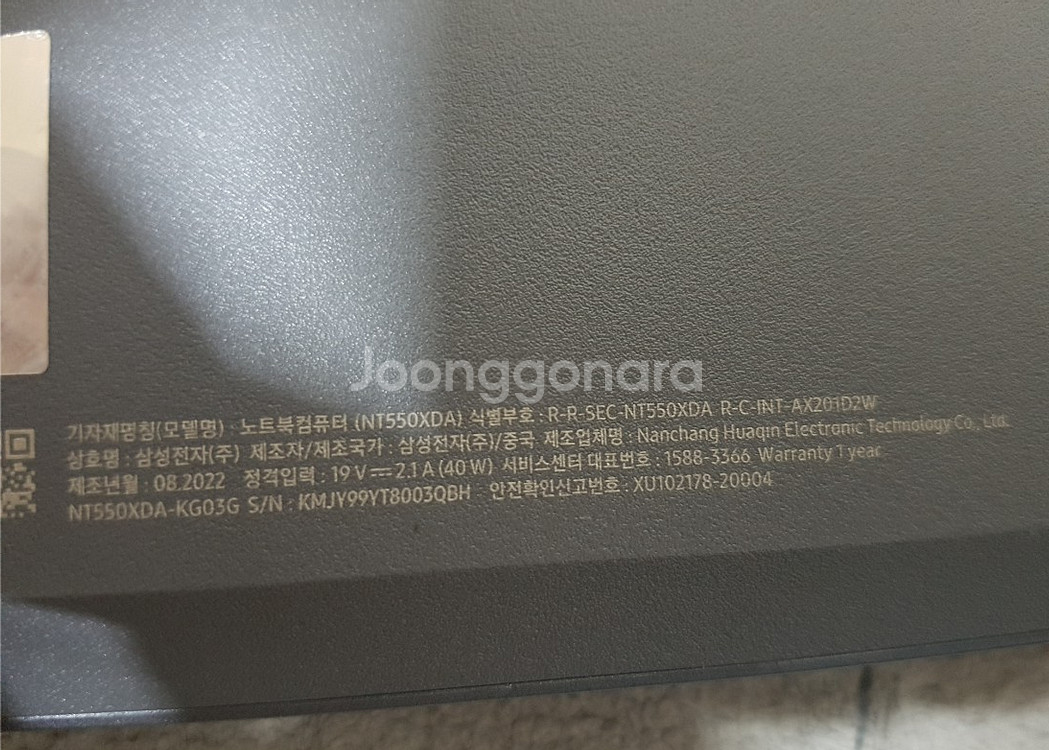 Joonggonara
기자재명칭(모델명) : 노트북컴퓨터 (NT550XDA) 식별부호 : R-R-SEC-NT550XDA R-C-INT-AX201D2W
상호명 : 삼성전자(주) 제조자/제조국가 : 삼성전자(주)/중국 제조업체명 : Nanchang Huaqin Electronic Technology Co., Ltd.
제조년월 : 08.2022 정격입력 : 19 V ⎓ 2.1 A (40 W) 서비스센터 대표번호 : 1588-3366 Warranty 1 year
NT550XDA-KG03G S/N : KMJY99YT8003QBH 안전확인신고번호 : XU102178-20004